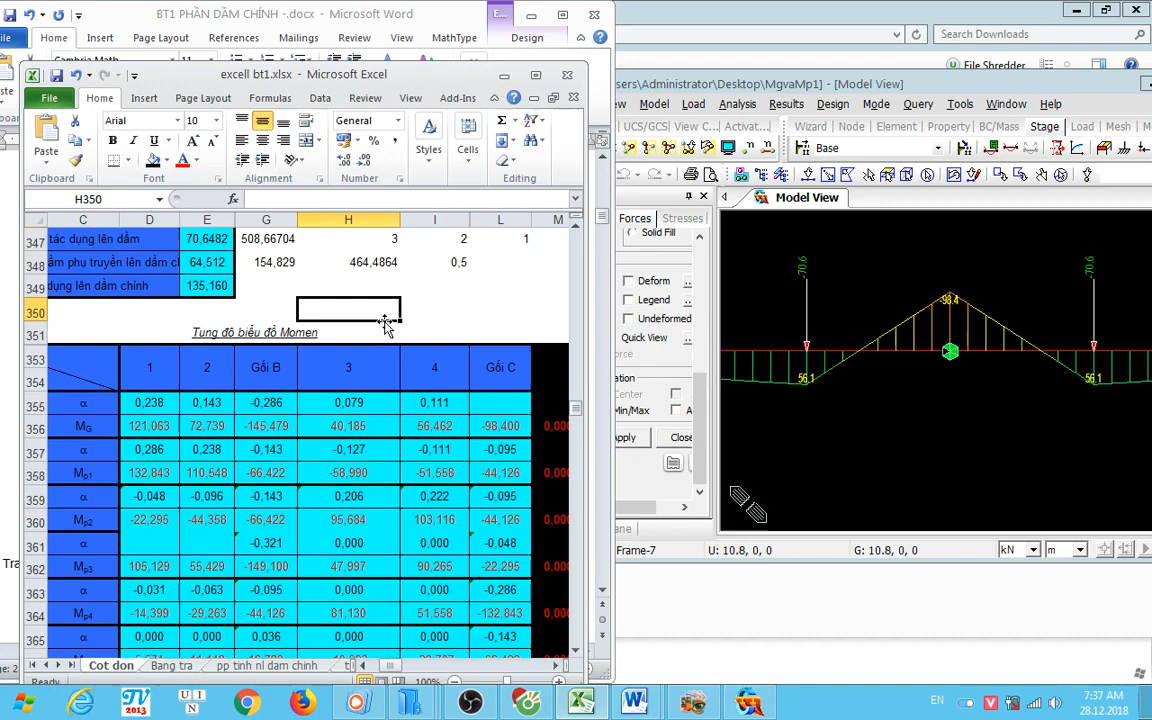 BT1 PHẦN DẦM CHÍNH -.docx - Microsoft Word
E...
File Home Insert Page Layout References Mailings Review View MathType Design
excell bt1.xlsx - Microsoft Excel
File Home Insert Page Layout Formulas Data Review View Add-Ins
Arial 10 General
Paste B I U A % Styles Cells Σ
Clipboard Font Alignment Number Editing
H350 fx
C D E G H I L M
347 tác dụng lên dầm 70,6482 508,66704 3 2 1
348 ầm phụ truyền lên dầm cl 64,512 154,829 464,4864 0,5
349 dụng lên dầm chính 135,160
350
351 Tung độ biểu đồ Momen
353 1 2 Gối B 3 4 Gối C
354
355 α 0,238 0,143 -0,286 0,079 0,111
356 MG 121,063 72,739 -145,479 40,185 56,462 -98,400 0,000
357 α 0,286 0,238 -0,143 -0,127 -0,111 -0,095
358 Mp1 132,843 110,548 -66,422 -58,990 -51,558 -44,126 0,000
359 α -0,048 -0,096 -0,143 0,206 0,222 -0,095
360 Mp2 -22,295 -44,358 -66,422 95,684 103,116 -44,126 0,000
361 α -0,321 0,000 0,000 -0,048
362 Mp3 105,129 55,429 -149,100 47,997 90,265 -22,295 0,000
363 α -0,031 -0,063 -0,095 0,000 0,000 -0,286
364 Mp4 -14,399 -29,263 -44,126 81,130 51,558 -132,843 0,000
365 α 0,000 0,000 0,036 0,000 0,000 -0,143
Cot don Bang tra pp tinh nl dam chinh
Ready 100%
Search Downloads
File Shredder
sers\Administrator\Desktop\MgvaMp1] - [Model View]
Model Load Analysis Results Design Mode Query Tools Window Help
UCS/GCS View C... Activat... Wizard Node Element Property BC/Mass Stage Load Mesh
Base
Forces Stresses
Solid Fill
Deform
Legend
Undeformed
Quick View
Min/Max
Apply Close
Model View
-70.6
-70.6
-98.4
56.1
56.1
Frame-7 U: 10.8, 0, 0 G: 10.8, 0, 0 kN m
TV 2013
U I N
EN V
7:37 AM
28.12.2018